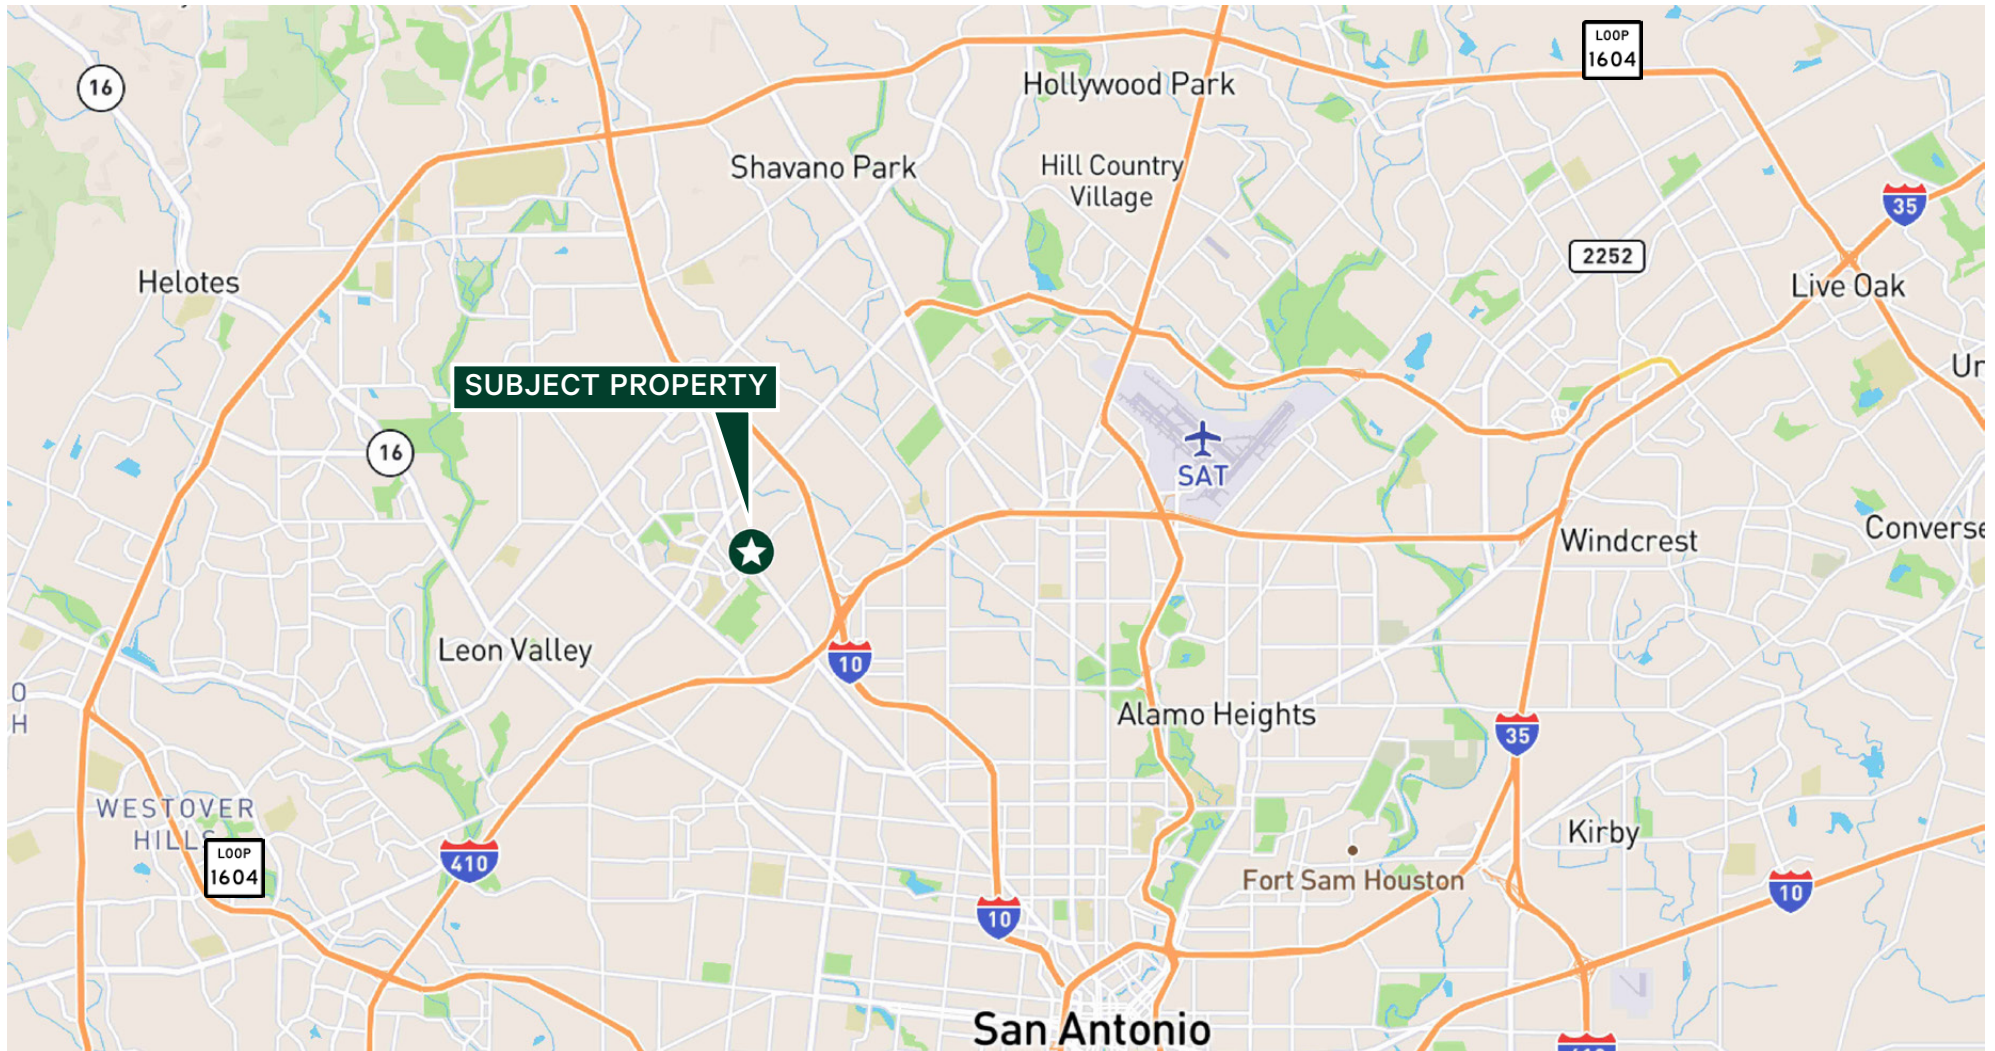 LOOP
1604
16
Hollywood Park
Shavano Park
Hill Country
Village
35
2252
Helotes
Live Oak
Un
SUBJECT PROPERTY
16
SAT
Converse
Windcrest
Leon Valley
10
O
H
Alamo Heights
35
WESTOVER
HILLS
Kirby
LOOP
1604
410
Fort Sam Houston
10
10
San Antonio
410